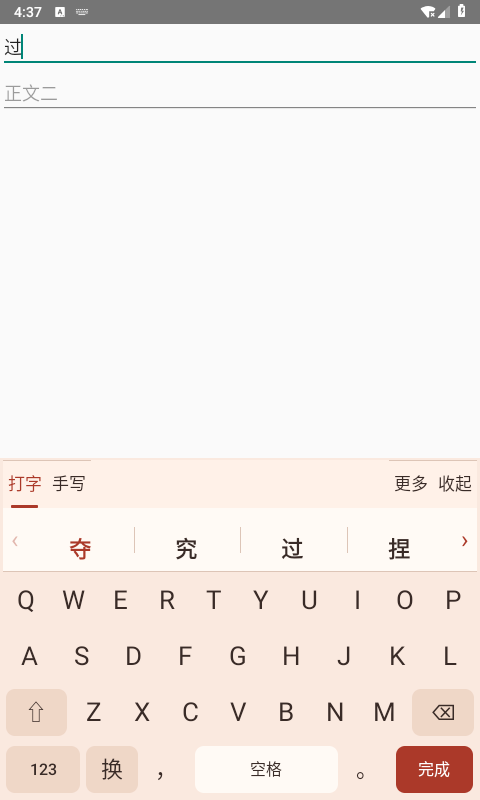 4:37
过
正文二
打字 手写 更多 收起
‹ 夺 究 过 捏 ›
Q W E R T Y U I O P
A S D F G H J K L
Z X C V B N M
123 换 ， 空格 。 完成